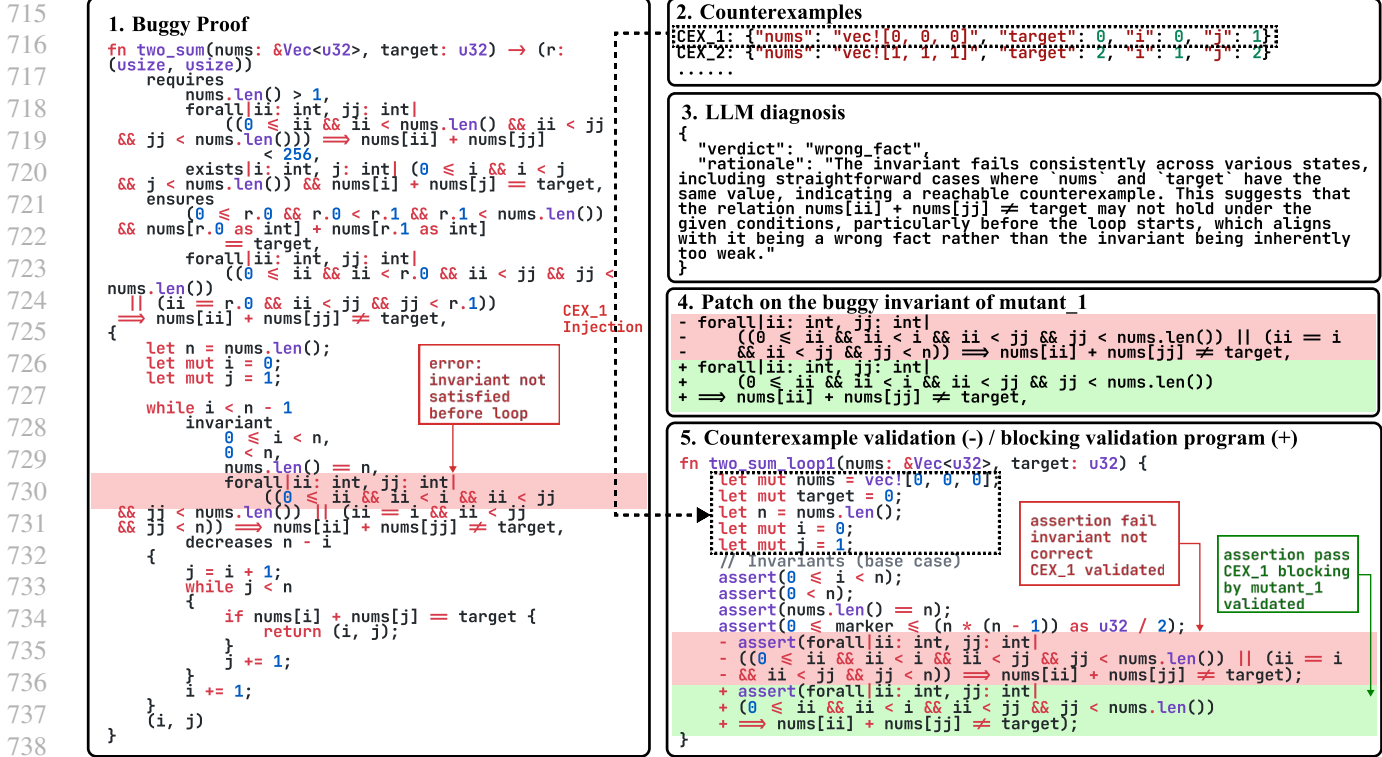 715
716
717
718
719
720
721
722
723
724
725
726
727
728
729
730
731
732
733
734
735
736
737
738
1. Buggy Proof
fn two_sum(nums: &Vec<u32>, target: u32) → (r:
(usize, usize))
requires
nums.len() > 1,
forall|ii: int, jj: int|
((0 ⩽ ii && ii < nums.len() && ii < jj
&& jj < nums.len())) ⟹ nums[ii] + nums[jj]
< 256,
exists|i: int, j: int| (0 ⩽ i && i < j
&& j < nums.len()) && nums[i] + nums[j] == target,
ensures
(0 ⩽ r.0 && r.0 < r.1 && r.1 < nums.len())
&& nums[r.0 as int] + nums[r.1 as int]
== target,
forall|ii: int, jj: int|
((0 ⩽ ii && ii < r.0 && ii < jj && jj <
nums.len())
|| (ii == r.0 && ii < jj && jj < r.1))
⟹ nums[ii] + nums[jj] ≠ target,
{
let n = nums.len();
let mut i = 0;
let mut j = 1;
while i < n - 1
invariant
0 ⩽ i < n,
0 < n,
nums.len() == n,
forall|ii: int, jj: int|
((0 ⩽ ii && ii < i && ii < jj
&& jj < nums.len()) || (ii == i && ii < jj
&& jj < n)) ⟹ nums[ii] + nums[jj] ≠ target,
decreases n - i
{
j = i + 1;
while j < n
{
if nums[i] + nums[j] == target {
return (i, j);
}
j += 1;
}
i += 1;
}
(i, j)
}
error:
invariant not
satisfied
before loop
CEX_1
Injection
2. Counterexamples
CEX_1: {"nums": "vec![0, 0, 0]", "target": 0, "i": 0, "j": 1}
CEX_2: {"nums": "vec![1, 1, 1]", "target": 2, "i": 1, "j": 2}
......
3. LLM diagnosis
{
"verdict": "wrong_fact",
"rationale": "The invariant fails consistently across various states,
including straightforward cases where `nums` and `target` have the
same value, indicating a reachable counterexample. This suggests that
the relation nums[ii] + nums[jj] ≠ target may not hold under the
given conditions, particularly before the loop starts, which aligns
with it being a wrong fact rather than the invariant being inherently
too weak."
}
4. Patch on the buggy invariant of mutant_1
- forall|ii: int, jj: int|
- ((0 ⩽ ii && ii < i && ii < jj && jj < nums.len()) || (ii == i
- && ii < jj && jj < n)) ⟹ nums[ii] + nums[jj] ≠ target,
+ forall|ii: int, jj: int|
+ (0 ⩽ ii && ii < i && ii < jj && jj < nums.len())
+ ⟹ nums[ii] + nums[jj] ≠ target,
5. Counterexample validation (-) / blocking validation program (+)
fn two_sum_loop1(nums: &Vec<u32>, target: u32) {
let mut nums = vec![0, 0, 0];
let mut target = 0;
let n = nums.len();
let mut i = 0;
let mut j = 1;
// Invariants (base case)
assert(0 ⩽ i < n);
assert(0 < n);
assert(nums.len() == n);
assert(0 ⩽ marker ⩽ (n * (n - 1)) as u32 / 2);
- assert(forall|ii: int, jj: int|
- ((0 ⩽ ii && ii < i && ii < jj && jj < nums.len()) || (ii == i
- && ii < jj && jj < n)) ⟹ nums[ii] + nums[jj] ≠ target);
+ assert(forall|ii: int, jj: int|
+ (0 ⩽ ii && ii < i && ii < jj && jj < nums.len())
+ ⟹ nums[ii] + nums[jj] ≠ target);
}
assertion fail
invariant not
correct
CEX_1 validated
assertion pass
CEX_1 blocking
by mutant_1
validated